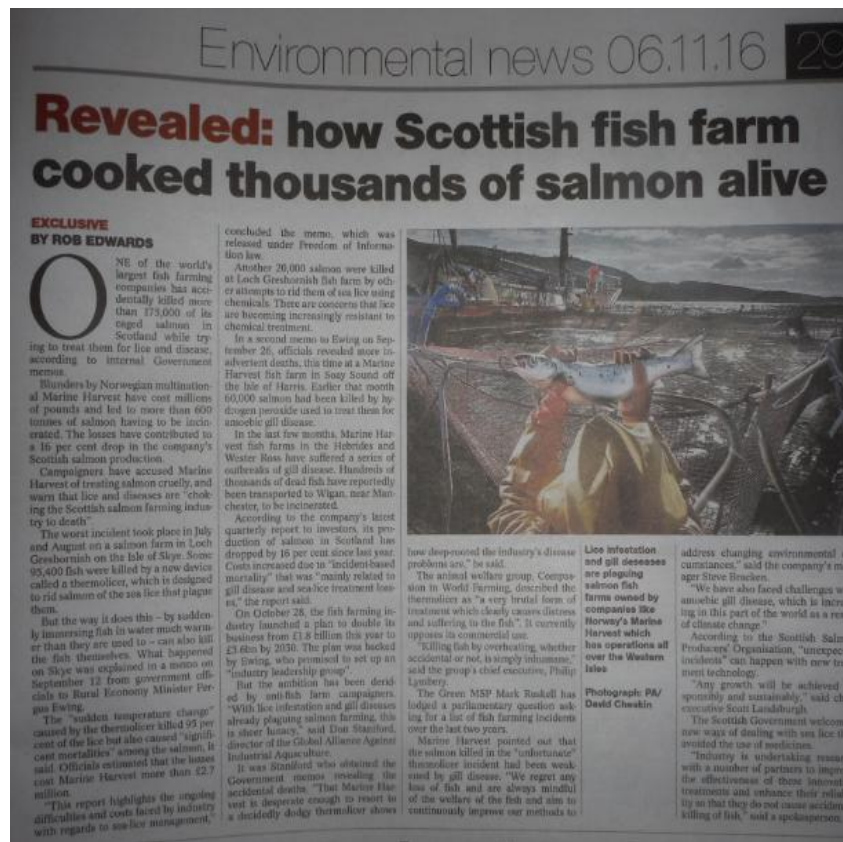 Environmental news 06.11.16 29
Revealed: how Scottish fish farm
cooked thousands of salmon alive
EXCLUSIVE
BY ROB EDWARDS
ONE of the world's
largest fish farming
companies has acci-
dentally killed more
than 175,000 of its
caged salmon in
Scotland while try-
ing to treat them for lice and disease,
according to internal Government
memos.
Blunders by Norwegian multination-
al Marine Harvest have cost millions
of pounds and led to more than 600
tonnes of salmon having to be incin-
erated. The losses have contributed to
a 16 per cent drop in the company's
Scottish salmon production.
Campaigners have accused Marine
Harvest of treating salmon cruelly, and
warn that lice and diseases are "chok-
ing the Scottish salmon farming indus-
try to death".
The worst incident took place in July
and August on a salmon farm in Loch
Greshornish on the Isle of Skye. Some
95,400 fish were killed by a new device
called a thermolicer, which is designed
to rid salmon of the sea lice that plague
them.
But the way it does this – by sudden-
ly immersing fish in water much warm-
er than they are used to – can also kill
the fish themselves. What happened
on Skye was explained in a memo on
September 12 from government offi-
cials to Rural Economy Minister Fer-
gus Ewing.
The "sudden temperature change"
caused by the thermolicer killed 95 per
cent of the lice but also caused "signifi-
cant mortalities" among the salmon, it
said. Officials estimated that the losses
cost Marine Harvest more than £2.7
million.
"This report highlights the ongoing
difficulties and costs faced by industry
with regards to sea-lice management,"
concluded the memo, which was
released under Freedom of Informa-
tion law.
Another 20,000 salmon were killed
at Loch Greshornish fish farm by oth-
er attempts to rid them of sea lice using
chemicals. There are concerns that lice
are becoming increasingly resistant to
chemical treatment.
In a second memo to Ewing on Sep-
tember 26, officials revealed more in-
advertent deaths, this time at a Marine
Harvest fish farm in Soay Sound off
the Isle of Harris. Earlier that month
60,000 salmon had been killed by hy-
drogen peroxide used to treat them for
amoebic gill disease.
In the last few months, Marine Har-
vest fish farms in the Hebrides and
Wester Ross have suffered a series of
outbreaks of gill disease. Hundreds of
thousands of dead fish have reportedly
been transported to Wigan, near Man-
chester, to be incinerated.
According to the company's latest
quarterly report to investors, its pro-
duction of salmon in Scotland has
dropped by 16 per cent since last year.
Costs increased due to "incident-based
mortality" that was "mainly related to
gill disease and sea-lice treatment loss-
es," the report said.
On October 28, the fish farming in-
dustry launched a plan to double its
business from £1.8 billion this year to
£3.6bn by 2030. The plan was backed
by Ewing, who promised to set up an
"industry leadership group".
But the ambition has been derid-
ed by anti-fish farm campaigners.
"With lice infestation and gill diseases
already plaguing salmon farming, this
is sheer lunacy," said Don Staniford,
director of the Global Alliance Against
Industrial Aquaculture.
It was Staniford who obtained the
Government memos revealing the
accidental deaths. "That Marine Har-
vest is desperate enough to resort to
a decidedly dodgy thermolicer shows
how deep-rooted the industry's disease
problems are," he said.
The animal welfare group, Compas-
sion in World Farming, described the
thermolicer as "a very brutal form of
treatment which clearly causes distress
and suffering to the fish". It currently
opposes its commercial use.
"Killing fish by overheating, whether
accidental or not, is simply inhumane,"
said the group's chief executive, Philip
Lymbery.
The Green MSP Mark Ruskell has
lodged a parliamentary question ask-
ing for a list of fish farming incidents
over the last two years.
Marine Harvest pointed out that
the salmon killed in the "unfortunate"
thermolicer incident had been weak-
ened by gill disease. "We regret any
loss of fish and are always mindful
of the welfare of the fish and aim to
continuously improve our methods to
Lice infestation
and gill deseases
are plaguing
salmon fish
farms owned by
companies like
Norway's Marine
Harvest which
has operations all
over the Western
Isles
Photograph: PA/
David Cheskin
address changing environmental
cumstances," said the company's
ager Steve Bracken.
"We have also faced challenges
amoebic gill disease, which is
ing in this part of the world as a
of climate change."
According to the Scottish
Producers' Organisation,
incidents" can happen with new
ment technology.
"Any growth will be achieved
sponsibly and sustainably," said
executive Scott Landsburgh.
The Scottish Government
new ways of dealing with sea lice
avoided the use of medicines.
"Industry is undertaking
with a number of partners to
the effectiveness of these
treatments and enhance their
ty so that they do not cause
killing of fish," said a spokesperson.